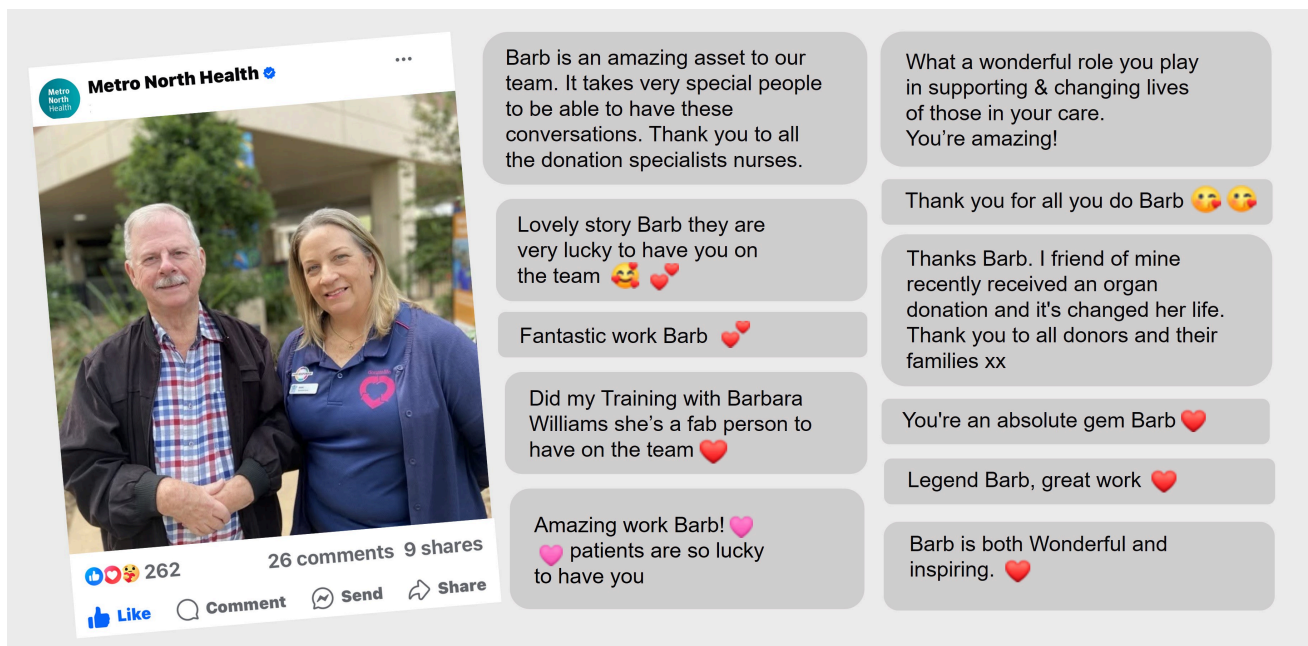 Metro North Health
Metro
North
Health
262
26 comments 9 shares
Like
Comment
Send
Share
Barb is an amazing asset to our
team. It takes very special people
to be able to have these
conversations. Thank you to all
the donation specialists nurses.
Lovely story Barb they are
very lucky to have you on
the team 🥰 💕
Fantastic work Barb 💕
Did my Training with Barbara
Williams she’s a fab person to
have on the team ❤️
Amazing work Barb! 🩷
🩷 patients are so lucky
to have you
What a wonderful role you play
in supporting & changing lives
of those in your care.
You’re amazing!
Thank you for all you do Barb 😘 😘
Thanks Barb. I friend of mine
recently received an organ
donation and it's changed her life.
Thank you to all donors and their
families xx
You're an absolute gem Barb ❤️
Legend Barb, great work ❤️
Barb is both Wonderful and
inspiring. ❤️